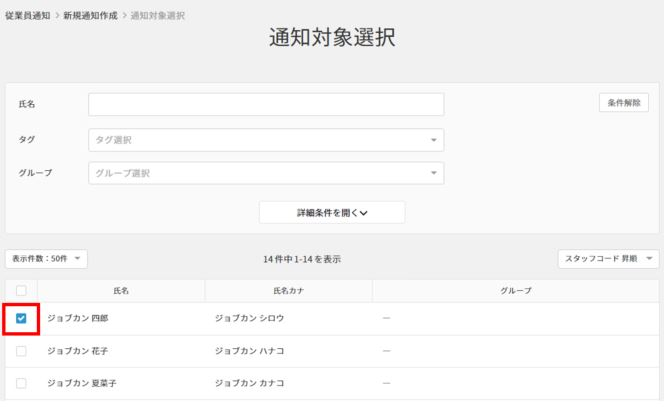 従業員通知 > 新規通知作成 > 通知対象選択
通知対象選択
氏名
条件解除
タグ タグ選択
グループ グループ選択
詳細条件を開く
表示件数：50件 14件中1-14を表示 スタッフコード 昇順
氏名 氏名カナ グループ
ジョブカン 四郎 ジョブカン シロウ —
ジョブカン 花子 ジョブカン ハナコ —
ジョブカン 夏菜子 ジョブカン カナコ —